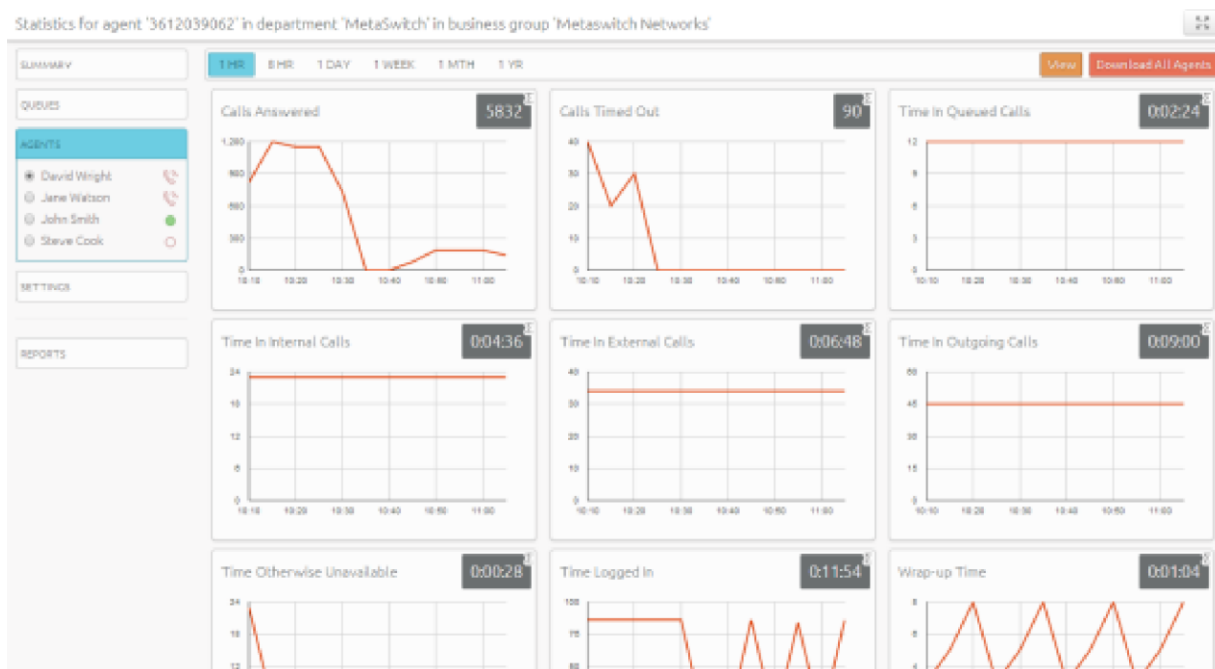 Statistics for agent '3612039062' in department 'MetaSwitch' in business group 'Metaswitch Networks'
SUMMARY
QUEUES
AGENTS
David Wright
Jane Watson
John Smith
Steve Cook
SETTINGS
REPORTS
1 HR 8 HR 1 DAY 1 WEEK 1 MTH 1 YR View Download All Agents
Calls Answered 5832 Σ
1,200
900
600
300
0
10:10 10:20 10:30 10:40 10:50 11:00
Calls Timed Out 90 Σ
40
30
20
10
0
10:10 10:20 10:30 10:40 10:50 11:00
Time In Queued Calls 0:02:24 Σ
12
9
6
3
0
10:10 10:20 10:30 10:40 10:50 11:00
Time In Internal Calls 0:04:36 Σ
24
18
12
6
0
10:10 10:20 10:30 10:40 10:50 11:00
Time In External Calls 0:06:48 Σ
40
30
20
10
0
10:10 10:20 10:30 10:40 10:50 11:00
Time In Outgoing Calls 0:09:00 Σ
60
45
30
15
0
10:10 10:20 10:30 10:40 10:50 11:00
Time Otherwise Unavailable 0:00:28 Σ
24
18
12
Time Logged In 0:11:54 Σ
100
75
50
Wrap-up Time 0:01:04 Σ
8
6
4